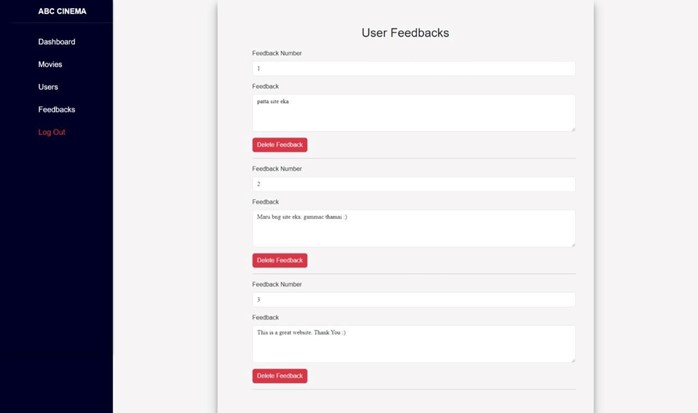 ABC CINEMA
Dashboard
Movies
Users
Feedbacks
Log Out
User Feedbacks
Feedback Number
1
Feedback
patta site eka
Delete Feedback
Feedback Number
2
Feedback
Maru bng site eka. gammac thamai :)
Delete Feedback
Feedback Number
3
Feedback
This is a great website. Thank You :)
Delete Feedback